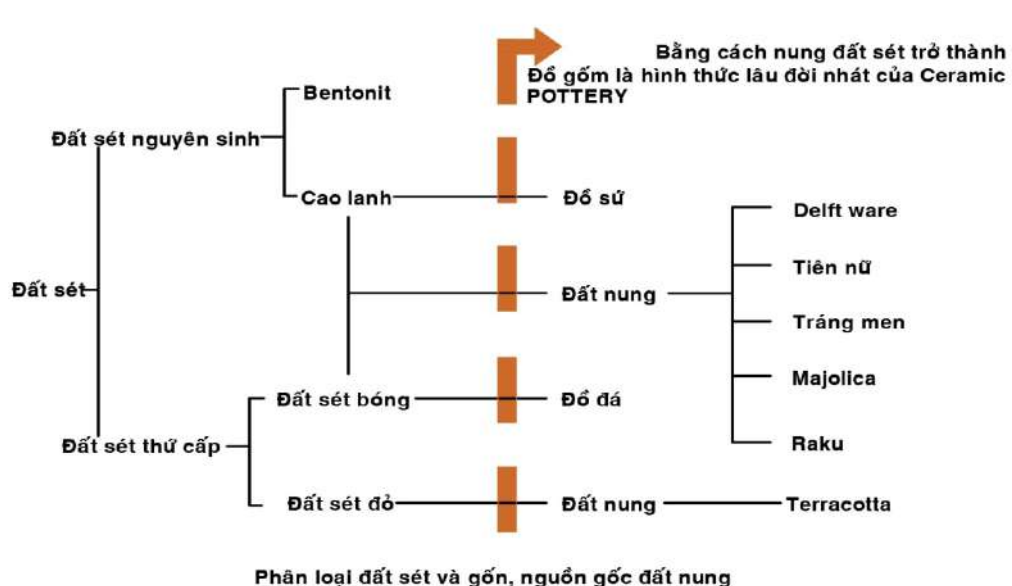 Bằng cách nung đất sét trở thành
Đồ gốm là hình thức lâu đời nhất của Ceramic
POTTERY
Bentonit
Đất sét nguyên sinh
Cao lanh
Đồ sứ
Delft ware
Tiên nữ
Đất sét
Đất nung
Tráng men
Majolica
Đất sét bóng
Đồ đá
Đất sét thứ cấp
Raku
Đất sét đỏ
Đất nung
Terracotta
Phân loại đất sét và gốn, nguồn gốc đất nung